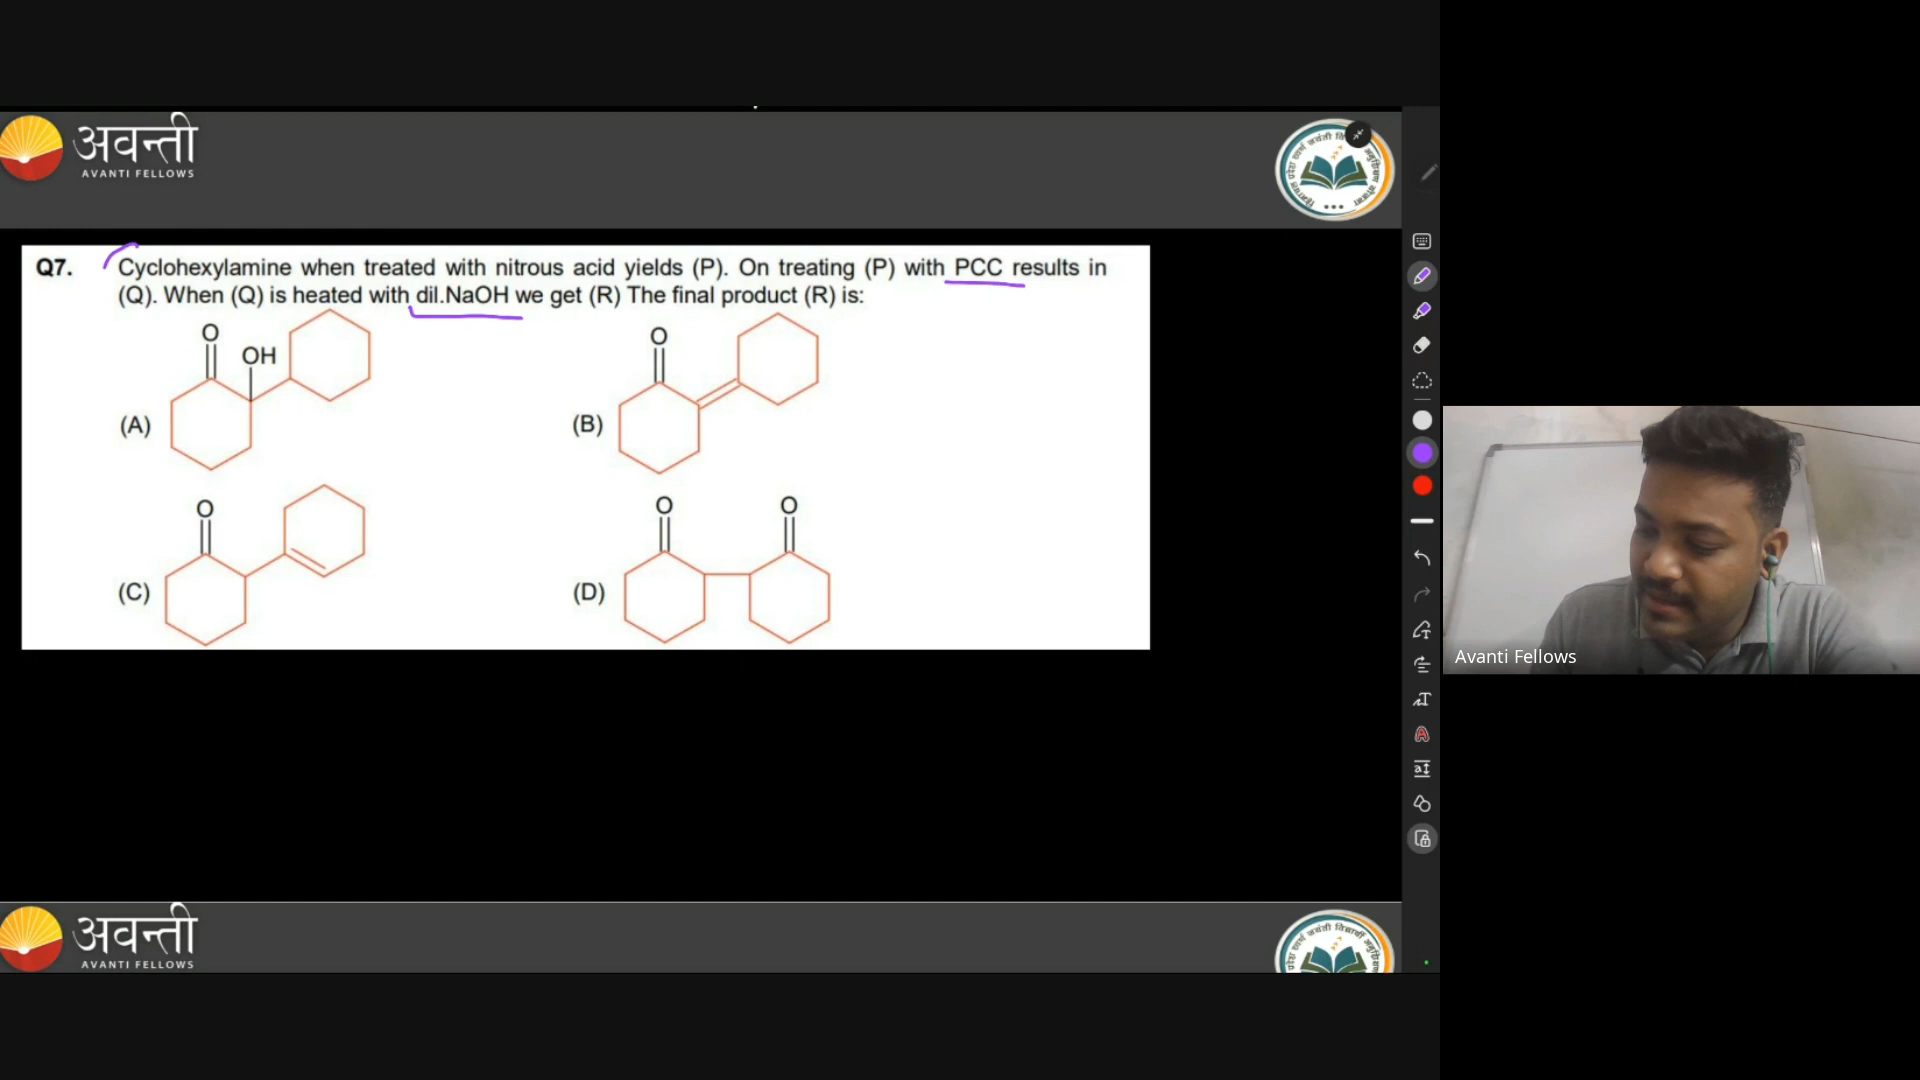 अवन्ती
AVANTI FELLOWS
Q7. Cyclohexylamine when treated with nitrous acid yields (P). On treating (P) with PCC results in
(Q). When (Q) is heated with dil.NaOH we get (R) The final product (R) is:
O
OH
(A)
O
(B)
O
(C)
O O
(D)
Avanti Fellows
अवन्ती
AVANTI FELLOWS